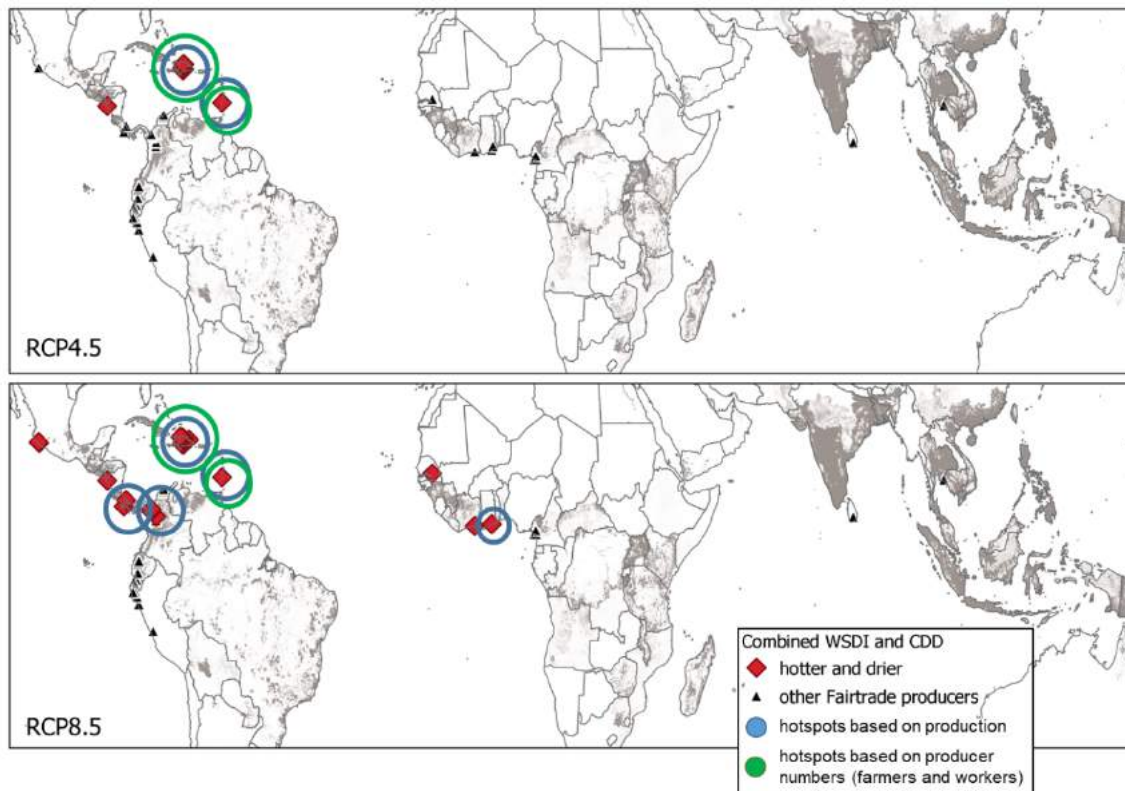 RCP4.5
RCP8.5
Combined WSDI and CDD
hotter and drier
other Fairtrade producers
hotspots based on production
hotspots based on producer
numbers (farmers and workers)